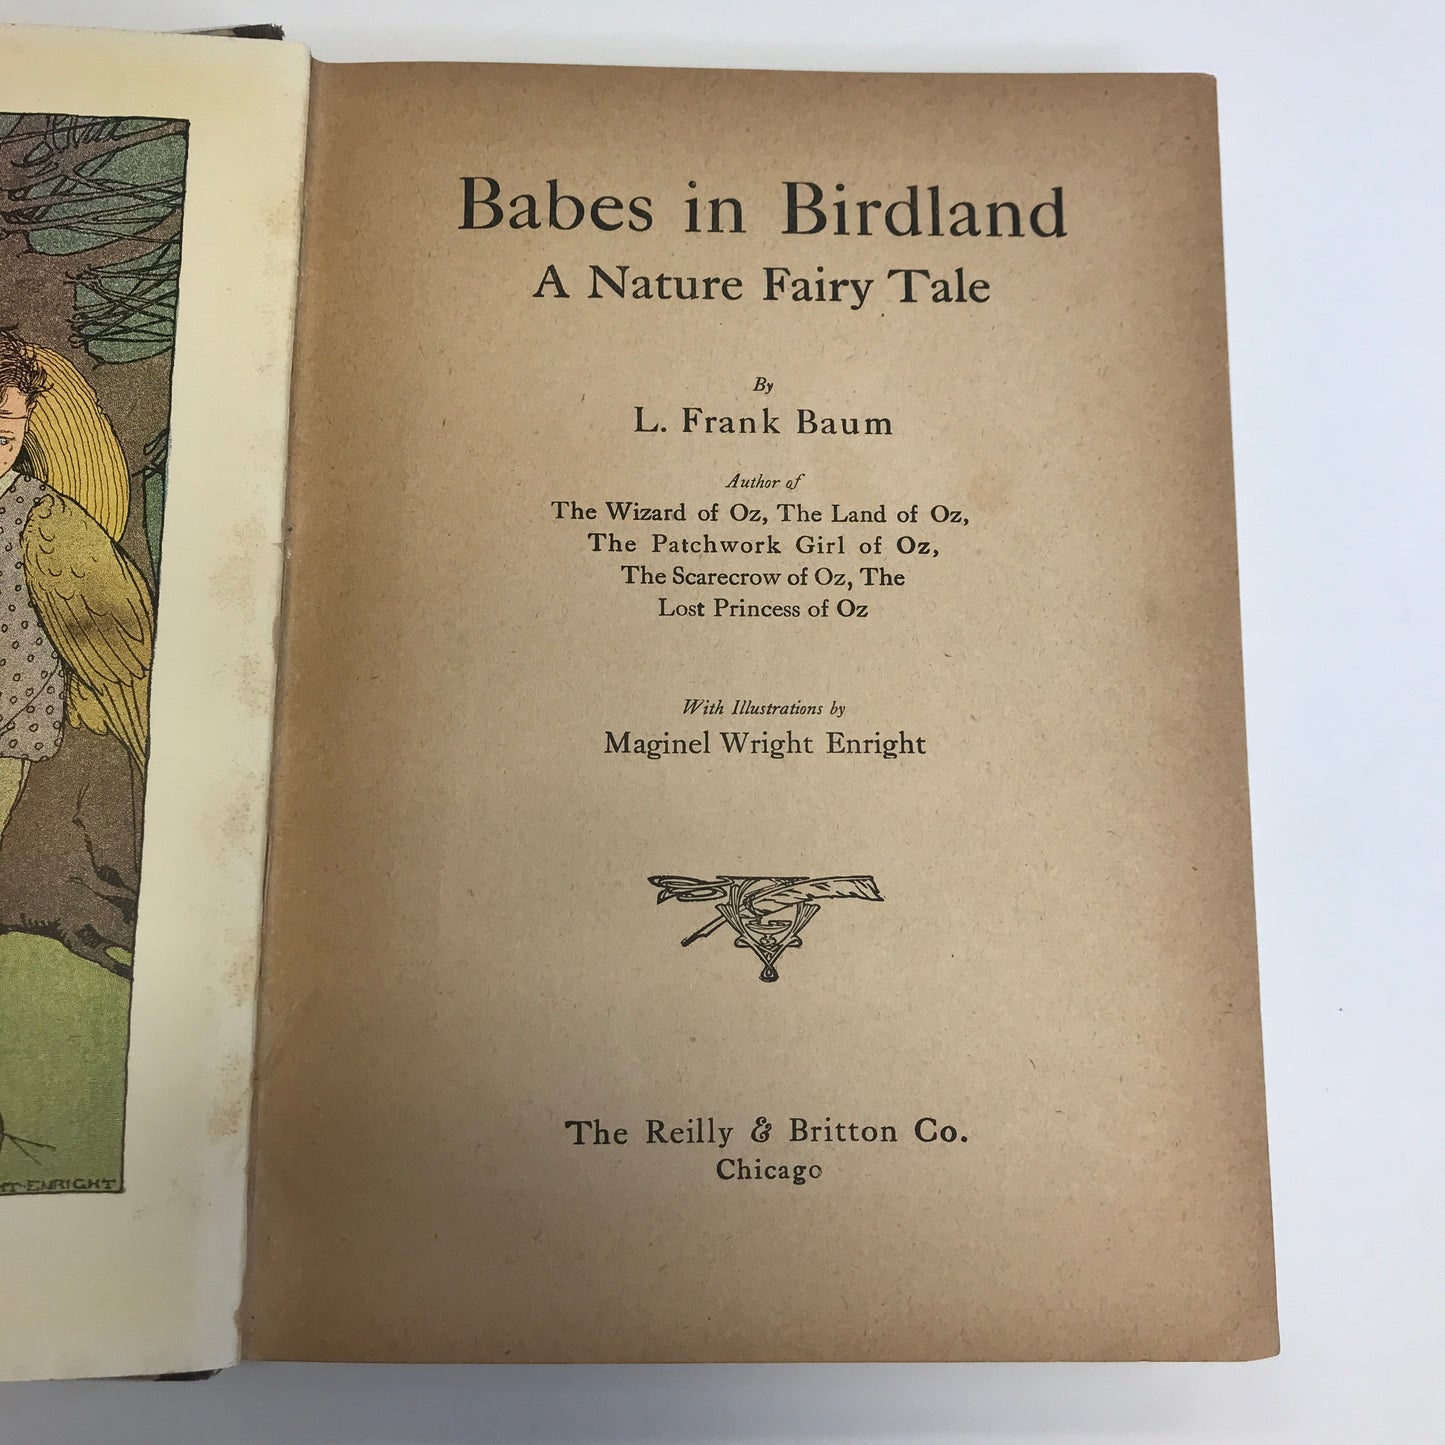 Babes in Birdland
A Nature Fairy Tale
By
L. Frank Baum
Author of
The Wizard of Oz, The Land of Oz,
The Patchwork Girl of Oz,
The Scarecrow of Oz, The
Lost Princess of Oz
With Illustrations by
Maginel Wright Enright
The Reilly & Britton Co.
Chicago
ENRIGHT